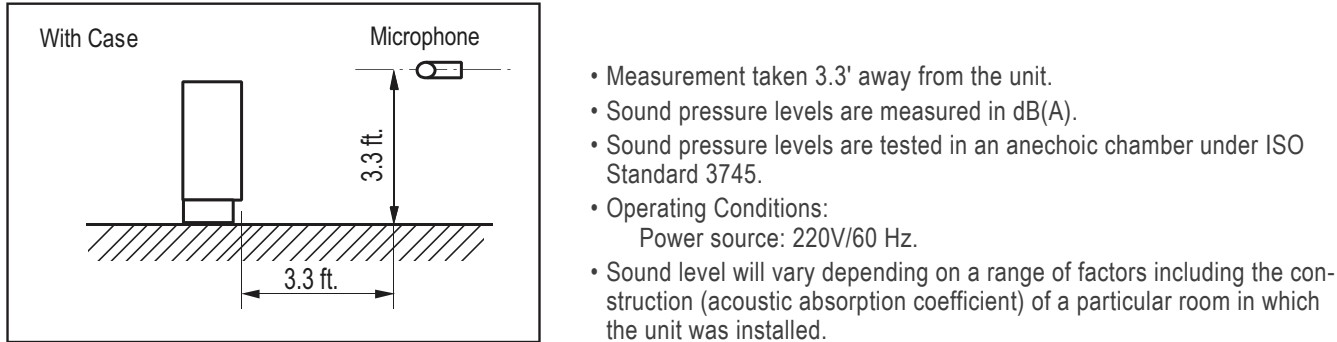 With Case
Microphone
3.3 ft.
3.3 ft.
• Measurement taken 3.3' away from the unit.
• Sound pressure levels are measured in dB(A).
• Sound pressure levels are tested in an anechoic chamber under ISO
Standard 3745.
• Operating Conditions:
Power source: 220V/60 Hz.
• Sound level will vary depending on a range of factors including the con-
struction (acoustic absorption coefficient) of a particular room in which
the unit was installed.